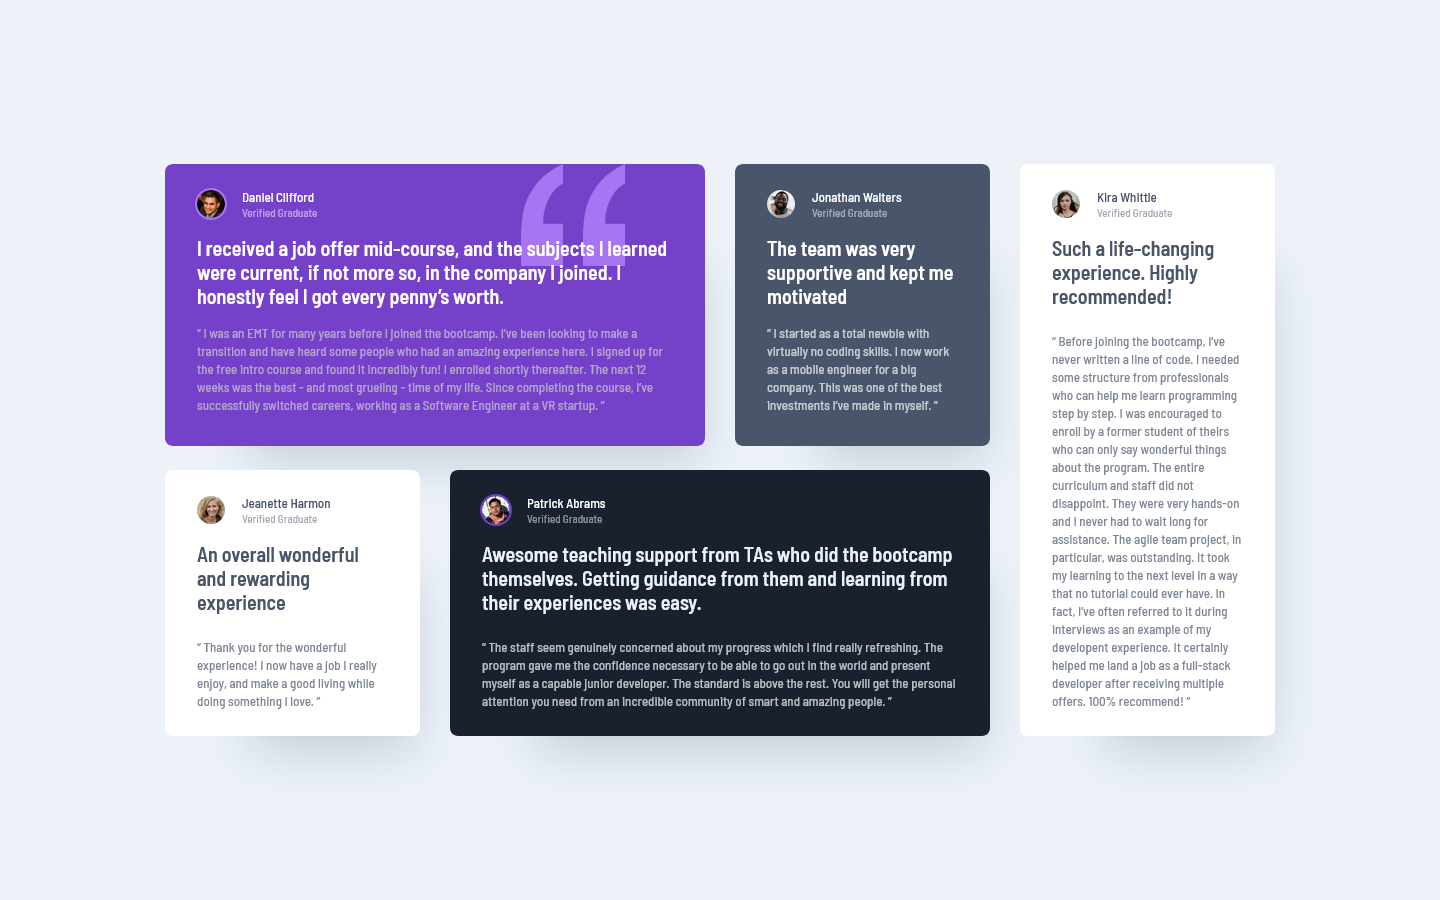 Daniel Clifford
Verified Graduate
I received a job offer mid-course, and the subjects I learned
were current, if not more so, in the company I joined. I
honestly feel I got every penny’s worth.
“ I was an EMT for many years before I joined the bootcamp. I’ve been looking to make a
transition and have heard some people who had an amazing experience here. I signed up for
the free intro course and found it incredibly fun! I enrolled shortly thereafter. The next 12
weeks was the best - and most grueling - time of my life. Since completing the course, I’ve
successfully switched careers, working as a Software Engineer at a VR startup. ”
Jonathan Walters
Verified Graduate
The team was very
supportive and kept me
motivated
“ I started as a total newbie with
virtually no coding skills. I now work
as a mobile engineer for a big
company. This was one of the best
investments I’ve made in myself. ”
Kira Whittle
Verified Graduate
Such a life-changing
experience. Highly
recommended!
“ Before joining the bootcamp, I’ve
never written a line of code. I needed
some structure from professionals
who can help me learn programming
step by step. I was encouraged to
enroll by a former student of theirs
who can only say wonderful things
about the program. The entire
curriculum and staff did not
disappoint. They were very hands-on
and I never had to wait long for
assistance. The agile team project, in
particular, was outstanding. It took
my learning to the next level in a way
that no tutorial could ever have. In
fact, I’ve often referred to it during
interviews as an example of my
developent experience. It certainly
helped me land a job as a full-stack
developer after receiving multiple
offers. 100% recommend! ”
Jeanette Harmon
Verified Graduate
An overall wonderful
and rewarding
experience
“ Thank you for the wonderful
experience! I now have a job I really
enjoy, and make a good living while
doing something I love. ”
Patrick Abrams
Verified Graduate
Awesome teaching support from TAs who did the bootcamp
themselves. Getting guidance from them and learning from
their experiences was easy.
“ The staff seem genuinely concerned about my progress which I find really refreshing. The
program gave me the confidence necessary to be able to go out in the world and present
myself as a capable junior developer. The standard is above the rest. You will get the personal
attention you need from an incredible community of smart and amazing people. ”